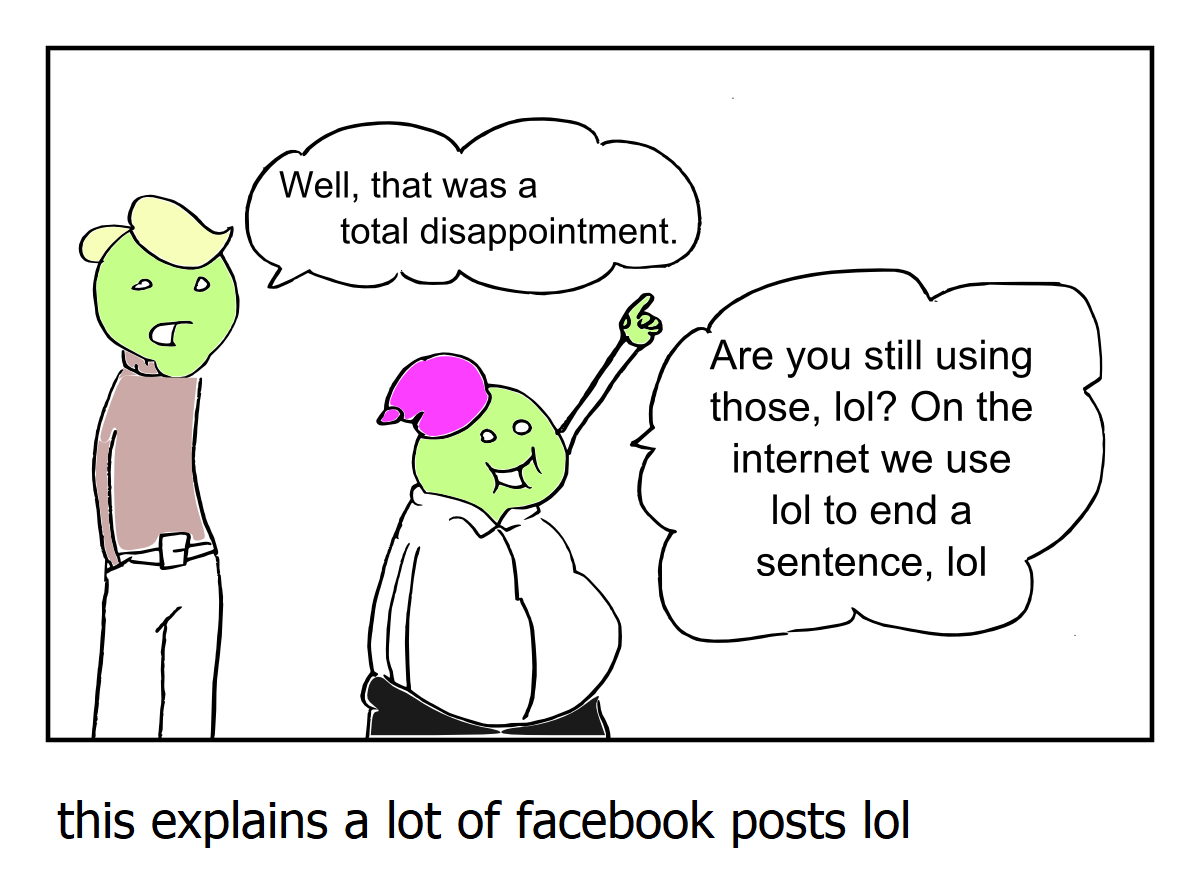 Well, that was a
total disappointment.
Are you still using
those, lol? On the
internet we use
lol to end a
sentence, lol
this explains a lot of facebook posts lol